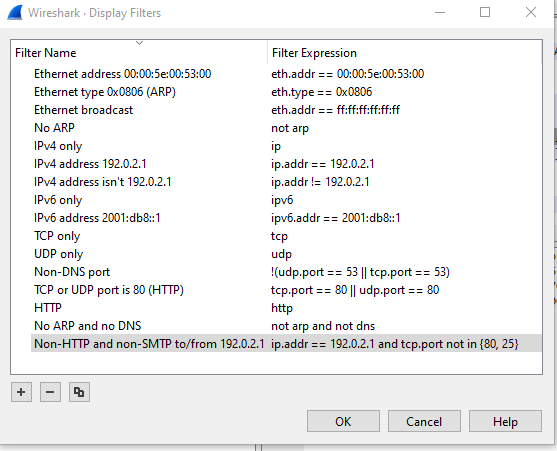 Wireshark · Display Filters
Filter Name Filter Expression
Ethernet address 00:00:5e:00:53:00 eth.addr == 00:00:5e:00:53:00
Ethernet type 0x0806 (ARP) eth.type == 0x0806
Ethernet broadcast eth.addr == ff:ff:ff:ff:ff:ff
No ARP not arp
IPv4 only ip
IPv4 address 192.0.2.1 ip.addr == 192.0.2.1
IPv4 address isn't 192.0.2.1 ip.addr != 192.0.2.1
IPv6 only ipv6
IPv6 address 2001:db8::1 ipv6.addr == 2001:db8::1
TCP only tcp
UDP only udp
Non-DNS port !(udp.port == 53 || tcp.port == 53)
TCP or UDP port is 80 (HTTP) tcp.port == 80 || udp.port == 80
HTTP http
No ARP and no DNS not arp and not dns
Non-HTTP and non-SMTP to/from 192.0.2.1 ip.addr == 192.0.2.1 and tcp.port not in {80, 25}
OK Cancel Help